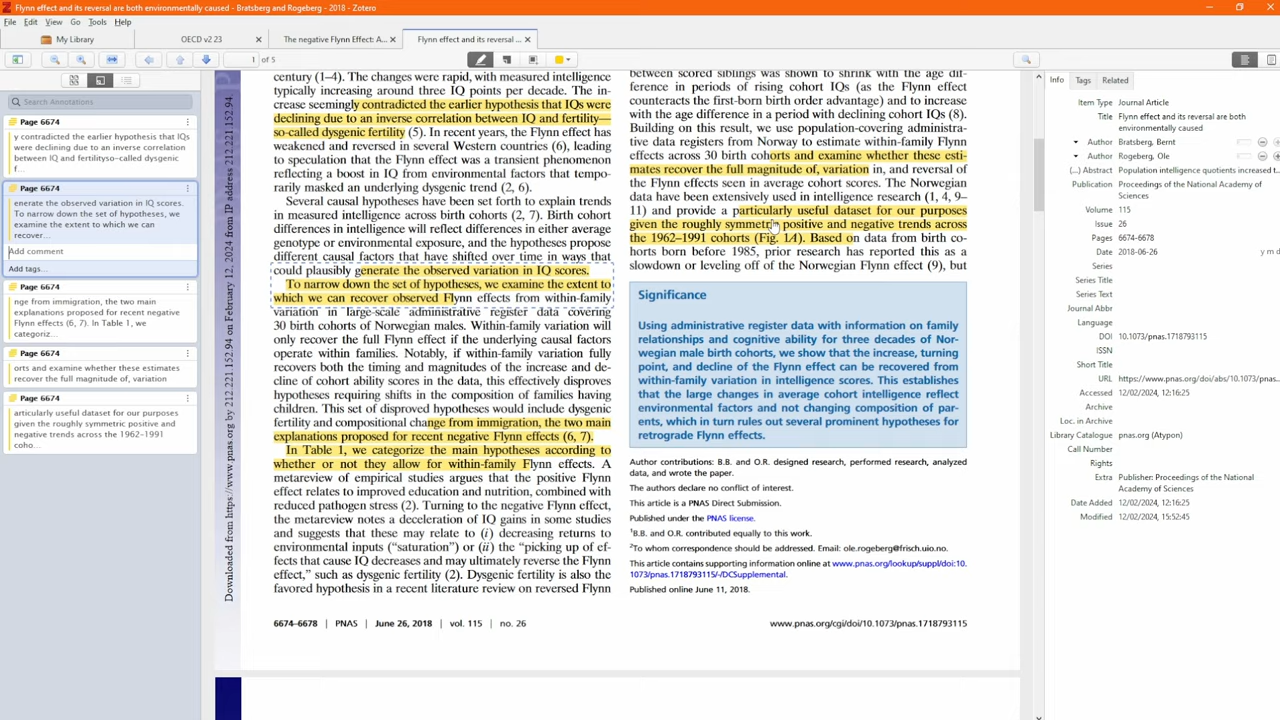 Flynn effect and its reversal are both environmentally caused - Bratsberg and Rogeberg - 2018 - Zotero
File Edit View Go Tools Help
My Library
OECD v2 23
The negative Flynn Effect: A...
Flynn effect and its reversal ...
1 of 5
Search Annotations
Page 6674
y contradicted the earlier hypothesis that IQs
were declining due to an inverse correlation
between IQ and fertilityso-called dysgenic
f...
Page 6674
enerate the observed variation in IQ scores.
To narrow down the set of hypotheses, we
examine the extent to which we can
recover...
Add comment
Add tags...
Page 6674
nge from immigration, the two main
explanations proposed for recent negative
Flynn effects (6, 7). In Table 1, we
categoriz...
Page 6674
orts and examine whether these estimates
recover the full magnitude of, variation
Page 6674
articularly useful dataset for our purposes
given the roughly symmetric positive and
negative trends across the 1962–1991
coho...
Downloaded from https://www.pnas.org by 212.221.152.94 on February 12, 2024 from IP address 212.221.152.94.
century (1–4). The changes were rapid, with measured intelligence
typically increasing around three IQ points per decade. The in-
crease seemingly contradicted the earlier hypothesis that IQs were
declining due to an inverse correlation between IQ and fertility—
so-called dysgenic fertility (5). In recent years, the Flynn effect has
weakened and reversed in several Western countries (6), leading
to speculation that the Flynn effect was a transient phenomenon
reflecting a boost in IQ from environmental factors that tempo-
rarily masked an underlying dysgenic trend (2, 6).
Several causal hypotheses have been set forth to explain trends
in measured intelligence across birth cohorts (2, 7). Birth cohort
differences in intelligence will reflect differences in either average
genotype or environmental exposure, and the hypotheses propose
different causal factors that have shifted over time in ways that
could plausibly generate the observed variation in IQ scores.
To narrow down the set of hypotheses, we examine the extent to
which we can recover observed Flynn effects from within-family
variation in large-scale administrative register data covering
30 birth cohorts of Norwegian males. Within-family variation will
only recover the full Flynn effect if the underlying causal factors
operate within families. Notably, if within-family variation fully
recovers both the timing and magnitudes of the increase and de-
cline of cohort ability scores in the data, this effectively disproves
hypotheses requiring shifts in the composition of families having
children. This set of disproved hypotheses would include dysgenic
fertility and compositional change from immigration, the two main
explanations proposed for recent negative Flynn effects (6, 7).
In Table 1, we categorize the main hypotheses according to
whether or not they allow for within-family Flynn effects. A
metareview of empirical studies argues that the positive Flynn
effect relates to improved education and nutrition, combined with
reduced pathogen stress (2). Turning to the negative Flynn effect,
the metareview notes a deceleration of IQ gains in some studies
and suggests that these may relate to (i) decreasing returns to
environmental inputs (“saturation”) or (ii) the “picking up of ef-
fects that cause IQ decreases and may ultimately reverse the Flynn
effect,” such as dysgenic fertility (2). Dysgenic fertility is also the
favored hypothesis in a recent literature review on reversed Flynn
between scored siblings was shown to shrink with the age dif-
ference in periods of rising cohort IQs (as the Flynn effect
counteracts the first-born birth order advantage) and to increase
with the age difference in a period with declining cohort IQs (8).
Building on this result, we use population-covering administra-
tive data registers from Norway to estimate within-family Flynn
effects across 30 birth cohorts and examine whether these esti-
mates recover the full magnitude of, variation in, and reversal of
the Flynn effects seen in average cohort scores. The Norwegian
data have been extensively used in intelligence research (1, 4, 9–
11) and provide a particularly useful dataset for our purposes
given the roughly symmetric positive and negative trends across
the 1962–1991 cohorts (Fig. 1A). Based on data from birth co-
horts born before 1985, prior research has reported this as a
slowdown or leveling off of the Norwegian Flynn effect (9), but
Significance
Using administrative register data with information on family
relationships and cognitive ability for three decades of Nor-
wegian male birth cohorts, we show that the increase, turning
point, and decline of the Flynn effect can be recovered from
within-family variation in intelligence scores. This establishes
that the large changes in average cohort intelligence reflect
environmental factors and not changing composition of par-
ents, which in turn rules out several prominent hypotheses for
retrograde Flynn effects.
Author contributions: B.B. and O.R. designed research, performed research, analyzed
data, and wrote the paper.
The authors declare no conflict of interest.
This article is a PNAS Direct Submission.
Published under the PNAS license.
1B.B. and O.R. contributed equally to this work.
2To whom correspondence should be addressed. Email: ole.rogeberg@frisch.uio.no.
This article contains supporting information online at www.pnas.org/lookup/suppl/doi:10.
1073/pnas.1718793115/-/DCSupplemental.
Published online June 11, 2018.
6674–6678 | PNAS | June 26, 2018 | vol. 115 | no. 26
www.pnas.org/cgi/doi/10.1073/pnas.1718793115
Info Tags Related
Item Type Journal Article
Title Flynn effect and its reversal are both
environmentally caused
Author Bratsberg, Bernt
Author Rogeberg, Ole
(...) Abstract Population intelligence quotients increased t...
Publication Proceedings of the National Academy of
Sciences
Volume 115
Issue 26
Pages 6674-6678
Date 2018-06-26 y m d
Series
Series Title
Series Text
Journal Abbr
Language
DOI 10.1073/pnas.1718793115
ISSN
Short Title
URL https://www.pnas.org/doi/abs/10.1073/pna...
Accessed 12/02/2024, 12:16:25
Archive
Loc. in Archive
Library Catalogue pnas.org (Atypon)
Call Number
Rights
Extra Publisher: Proceedings of the National
Academy of Sciences
Date Added 12/02/2024, 12:16:25
Modified 12/02/2024, 15:52:45